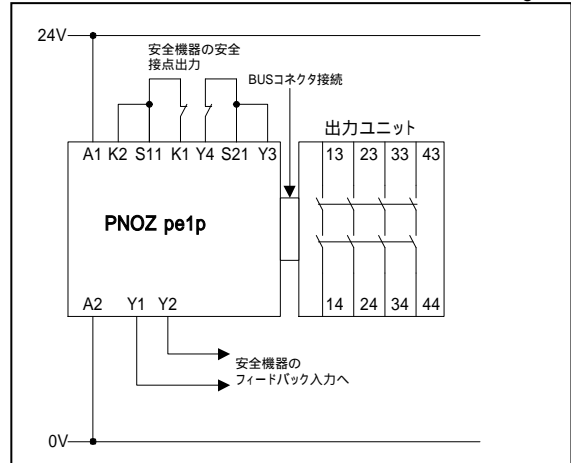 24V
安全機器の安全
接点出力
BUSコネクタ接続
出力ユニット
A1 K2 S11 K1 Y4 S21 Y3
13 23 33 43
PNOZ pe1p
A2 Y1 Y2
14 24 34 44
安全機器の
フィードバック入力へ
0V